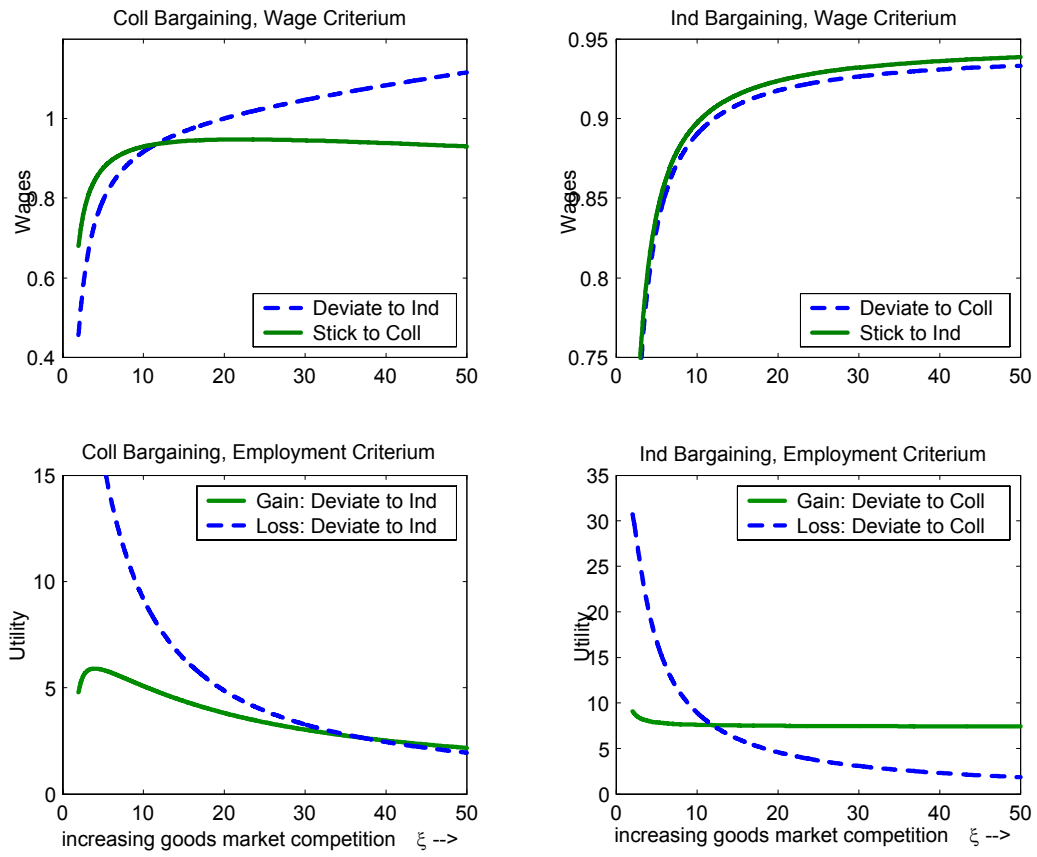 Coll Bargaining, Wage Criterium
Wages
1
0.8
0.6
0.4
0 10 20 30 40 50
Deviate to Ind
Stick to Coll
Ind Bargaining, Wage Criterium
Wages
0.95
0.9
0.85
0.8
0.75
0 10 20 30 40 50
Deviate to Coll
Stick to Ind
Coll Bargaining, Employment Criterium
Utility
15
10
5
0
0 10 20 30 40 50
Gain: Deviate to Ind
Loss: Deviate to Ind
increasing goods market competition ξ -->
Ind Bargaining, Employment Criterium
Utility
35
30
25
20
15
10
5
0
0 10 20 30 40 50
Gain: Deviate to Coll
Loss: Deviate to Coll
increasing goods market competition ξ -->